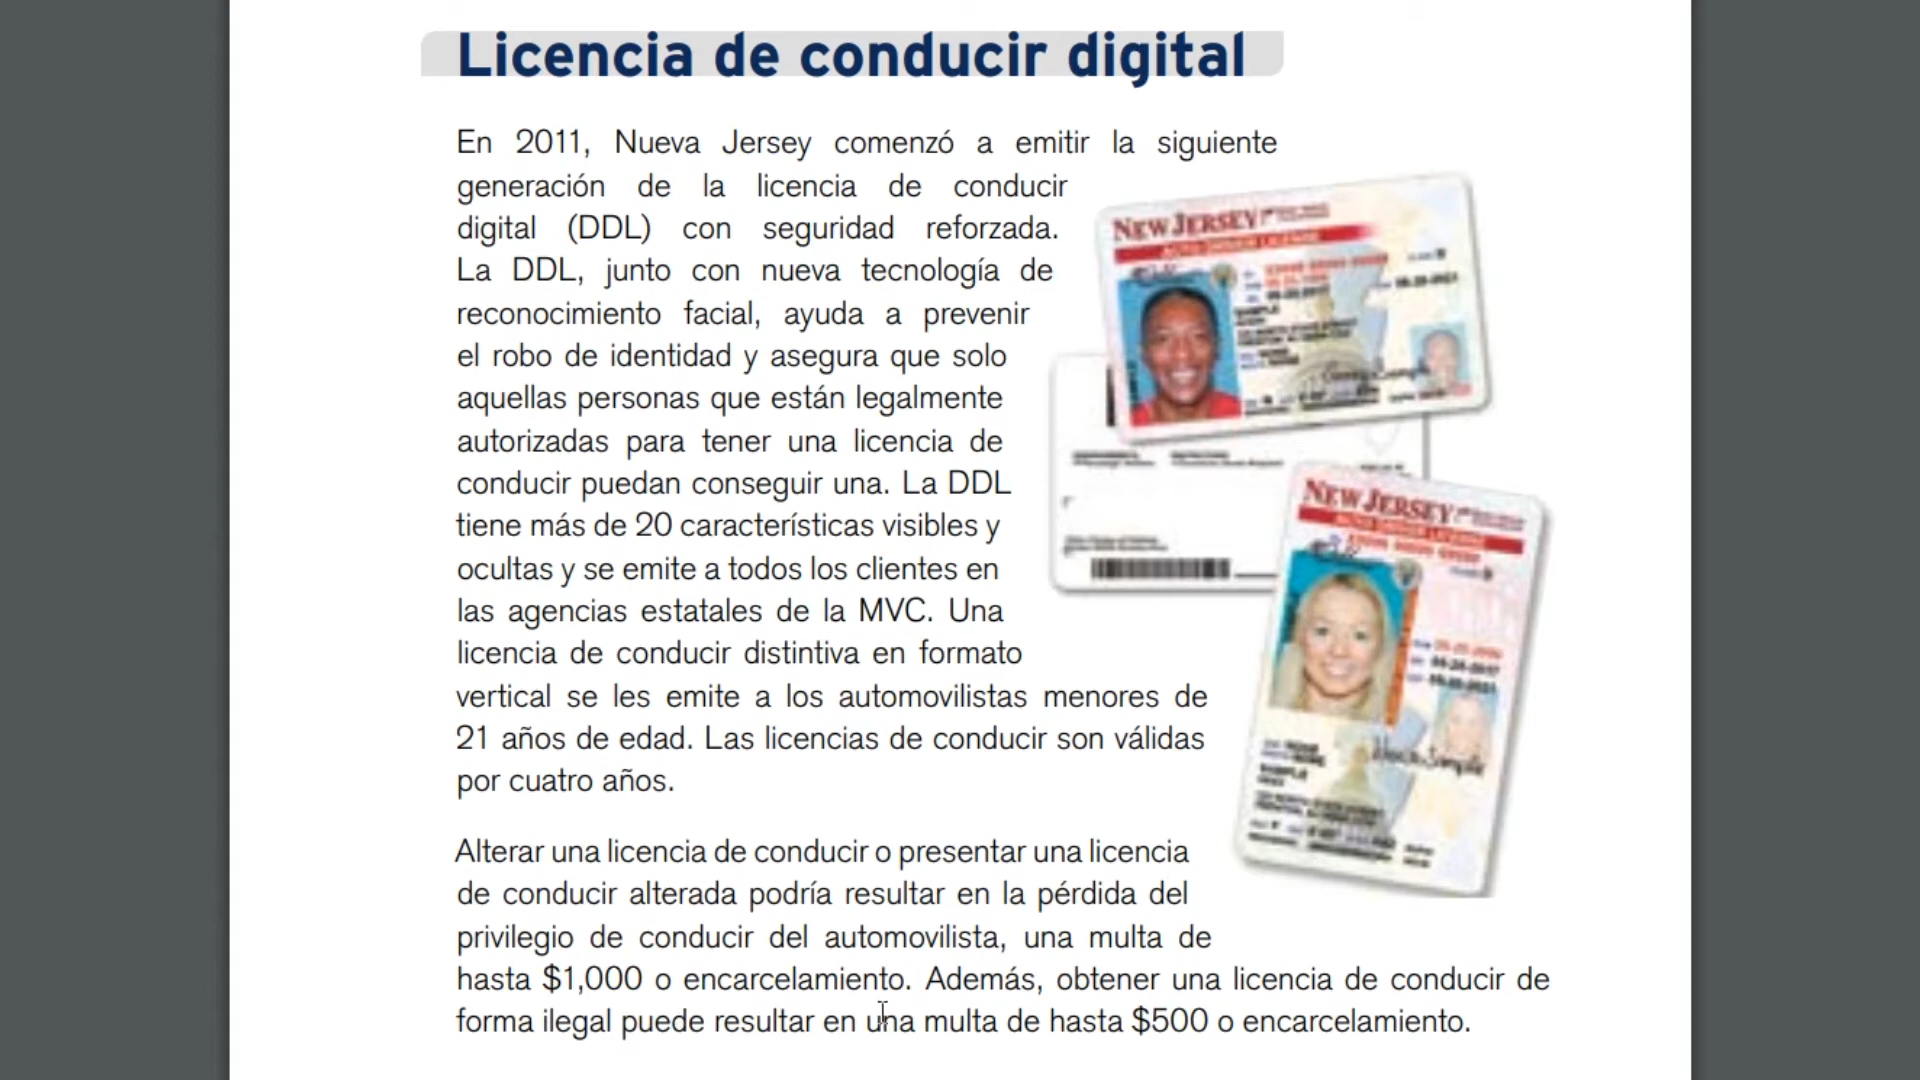 Licencia de conducir digital
En 2011, Nueva Jersey comenzó a emitir la siguiente
generación de la licencia de conducir
digital (DDL) con seguridad reforzada.
La DDL, junto con nueva tecnología de
reconocimiento facial, ayuda a prevenir
el robo de identidad y asegura que solo
aquellas personas que están legalmente
autorizadas para tener una licencia de
conducir puedan conseguir una. La DDL
tiene más de 20 características visibles y
ocultas y se emite a todos los clientes en
las agencias estatales de la MVC. Una
licencia de conducir distintiva en formato
vertical se les emite a los automovilistas menores de
21 años de edad. Las licencias de conducir son válidas
por cuatro años.
Alterar una licencia de conducir o presentar una licencia
de conducir alterada podría resultar en la pérdida del
privilegio de conducir del automovilista, una multa de
hasta $1,000 o encarcelamiento. Además, obtener una licencia de conducir de
forma ilegal puede resultar en una multa de hasta $500 o encarcelamiento.
NEW JERSEY
AUTO DRIVER LICENSE
SAMPLE
NEW JERSEY
AUTO DRIVER LICENSE
SAMPLE